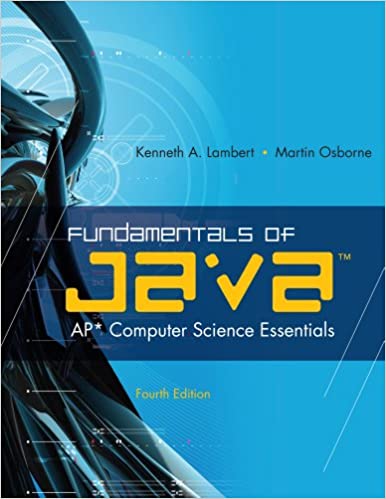 Kenneth A. Lambert • Martin Osborne
FUNDAMENTALS OF
JAVA™
AP* Computer Science Essentials
Fourth Edition